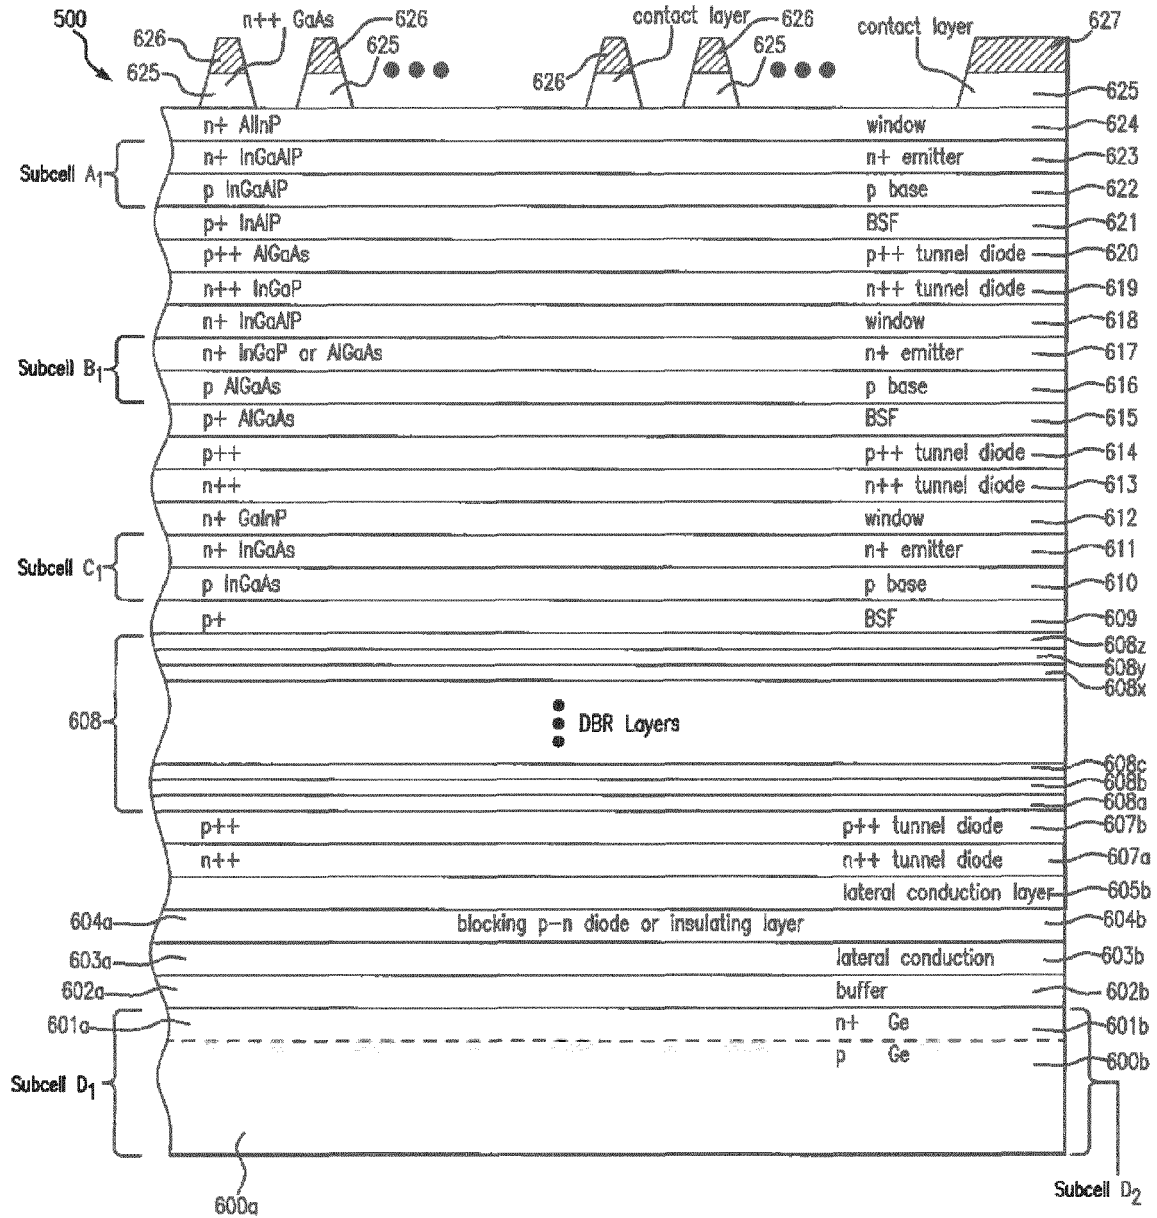 500
n++ GaAs
626
contact layer
626
contact layer
627
626
625
625
626
625
625
n+ AlInP window 624
Subcell A1
n+ InGaAlP n+ emitter 623
p InGaAlP p base 622
p+ InAlP BSF 621
p++ AlGaAs p++ tunnel diode 620
n++ InGaP n++ tunnel diode 619
n+ InGaAlP window 618
Subcell B1
n+ InGaP or AlGaAs n+ emitter 617
p AlGaAs p base 616
p+ AlGaAs BSF 615
p++ p++ tunnel diode 614
n++ n++ tunnel diode 613
n+ GaInP window 612
Subcell C1
n+ InGaAs n+ emitter 611
p InGaAs p base 610
p+ BSF 609
608z
608y
608x
608
DBR Layers
608c
608b
608a
p++ p++ tunnel diode 607b
n++ n++ tunnel diode 607a
lateral conduction layer 605b
604a blocking p-n diode or insulating layer 604b
603a lateral conduction 603b
602a buffer 602b
601a n+ Ge 601b
p Ge 600b
Subcell D1
600a
Subcell D2